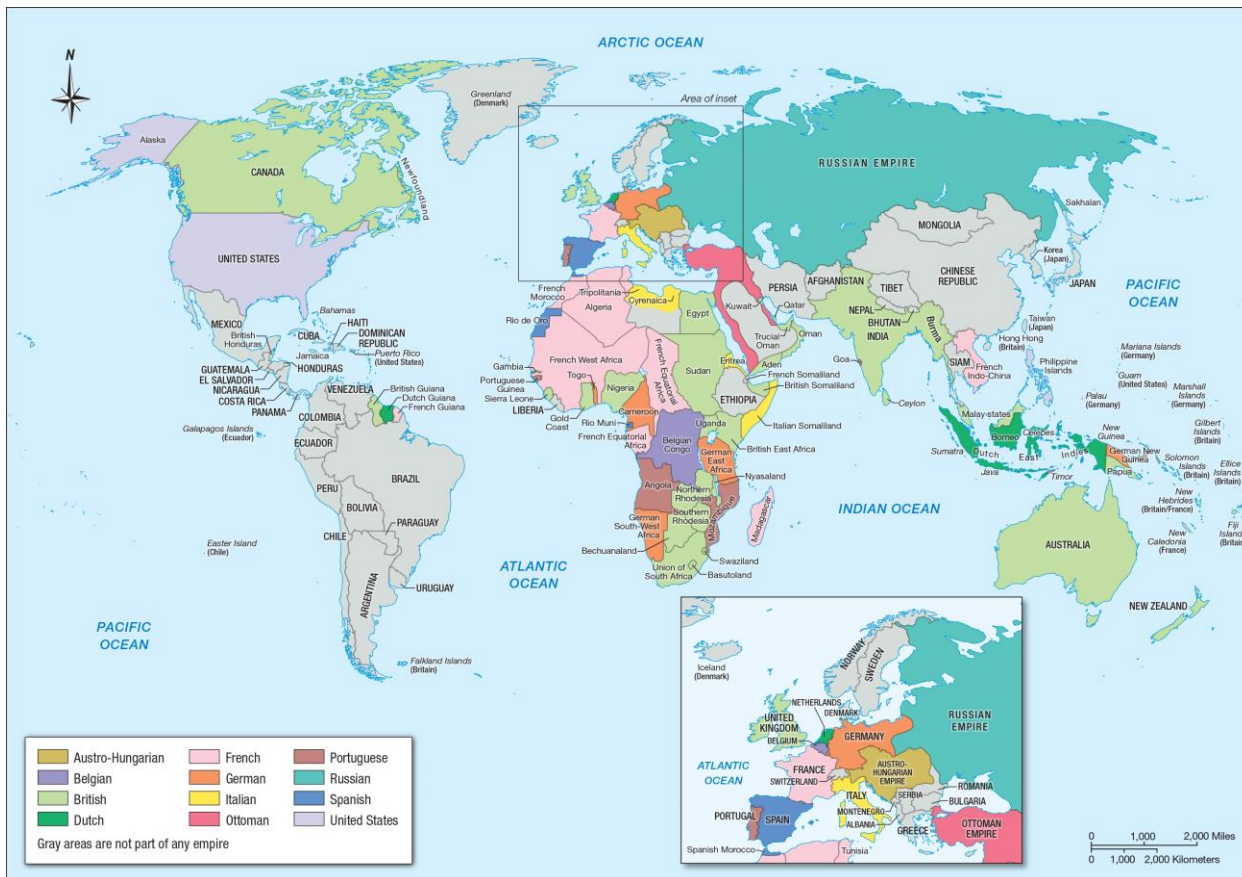 ARCTIC OCEAN
N
Greenland
(Denmark)
Area of inset
Alaska
CANADA
Newfoundland
RUSSIAN EMPIRE
Sakhalan
UNITED STATES
MONGOLIA
Korea
(Japan)
JAPAN
CHINESE
REPUBLIC
PACIFIC
OCEAN
ATLANTIC
OCEAN
French
Morocco
Tripolitania
Algeria
Cyrenaica
Egypt
Kuwait
PERSIA
Qatar
AFGHANISTAN
TIBET
NEPAL
BHUTAN
INDIA
Burma
Taiwan
(Japan)
Hong Hong
(Britain)
MEXICO
British
Honduras
Bahamas
CUBA
HAITI
DOMINICAN
REPUBLIC
Jamaica
Puerto Rico
(United States)
HONDURAS
GUATEMALA
EL SALVADOR
NICARAGUA
COSTA RICA
PANAMA
VENEZUELA
British Guiana
Dutch Guiana
French Guiana
COLOMBIA
Galapagos Islands
(Ecuador)
ECUADOR
PERU
BRAZIL
BOLIVIA
PARAGUAY
CHILE
Easter Island
(Chile)
ARGENTINA
URUGUAY
Falkland Islands
(Britain)
PACIFIC
OCEAN
Rio de Oro
French West Africa
French Equatorial
Africa
Sudan
Eritrea
Trucial
Oman
Oman
Aden
French Somaliland
British Somaliland
Gambia
Portuguese
Guinea
Sierra Leone
LIBERIA
Togo
Nigeria
Gold
Coast
Cameroon
Rio Muni
French Equatorial
Africa
ETHIOPIA
Uganda
Italian Somaliland
British East Africa
Belgian
Congo
German
East Africa
Nyasaland
Angola
Northern
Rhodesia
Southern
Rhodesia
Mozambique
Madagascar
German
South-West
Africa
Bechuanaland
Union of
South Africa
Swaziland
Basutoland
ATLANTIC
OCEAN
INDIAN OCEAN
Goa
Ceylon
SIAM
French
Indo-China
Philippine
Islands
Mariana Islands
(Germany)
Guam
(United States)
Palau
(Germany)
Marshall
Islands
(Germany)
Malay states
Borneo
Celebes
Sumatra
Dutch East Indies
Java
Timor
New
Guinea
German New
Guinea
Papua
Gilbert
Islands
(Britain)
Solomon
Islands
(Britain)
Ellice
Islands
(Britain)
New
Hebrides
(Britain/France)
New
Caledonia
(France)
Fiji
Islands
(Britain)
AUSTRALIA
NEW ZEALAND
Iceland
(Denmark)
NORWAY
SWEDEN
NETHERLANDS
DENMARK
UNITED
KINGDOM
BELGIUM
GERMANY
RUSSIAN
EMPIRE
ATLANTIC
OCEAN
FRANCE
SWITZERLAND
AUSTRO-
HUNGARIAN
EMPIRE
ITALY
SERBIA
ROMANIA
BULGARIA
MONTENEGRO
ALBANIA
GREECE
OTTOMAN
EMPIRE
PORTUGAL
SPAIN
Spanish Morocco
Tunisia
Austro-Hungarian
Belgian
British
Dutch
French
German
Italian
Ottoman
Portuguese
Russian
Spanish
United States
Gray areas are not part of any empire
0 1,000 2,000 Miles
0 1,000 2,000 Kilometers